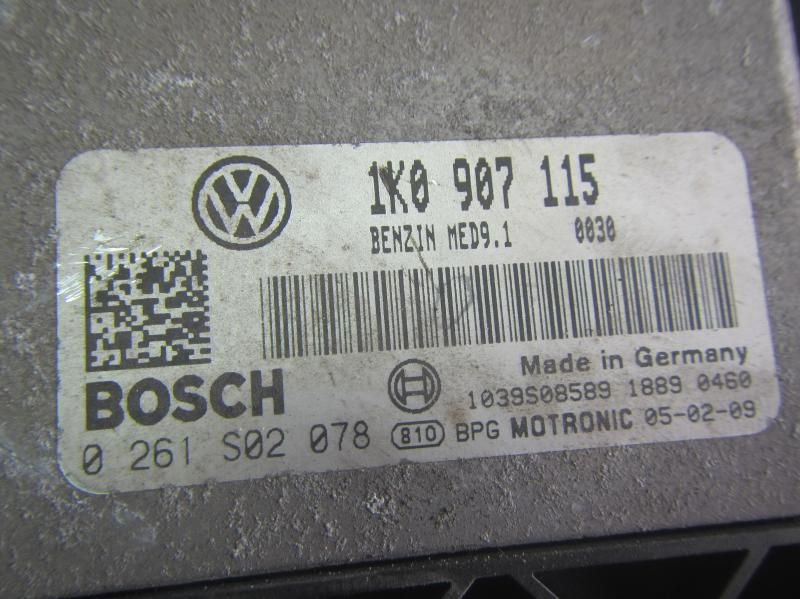 1K0 907 115
BENZIN MED9.1 0030
Made in Germany
BOSCH
1039S08589 1889 0460
0 261 S02 078 810 BPG MOTRONIC 05-02-09